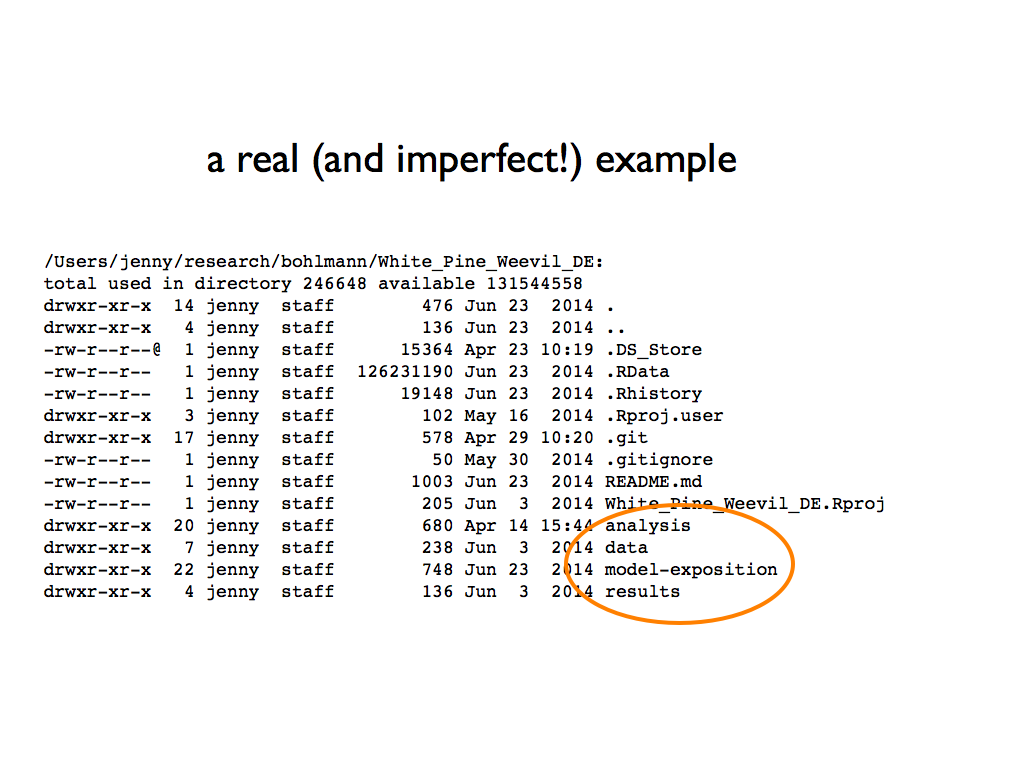 a real (and imperfect!) example
/Users/jenny/research/bohlmann/White_Pine_Weevil_DE:
total used in directory 246648 available 131544558
drwxr-xr-x  14 jenny  staff        476 Jun 23  2014 .
drwxr-xr-x   4 jenny  staff        136 Jun 23  2014 ..
-rw-r--r--@  1 jenny  staff      15364 Apr 23 10:19 .DS_Store
-rw-r--r--   1 jenny  staff  126231190 Jun 23  2014 .RData
-rw-r--r--   1 jenny  staff      19148 Jun 23  2014 .Rhistory
drwxr-xr-x   3 jenny  staff        102 May 16  2014 .Rproj.user
drwxr-xr-x  17 jenny  staff        578 Apr 29 10:20 .git
-rw-r--r--   1 jenny  staff         50 May 30  2014 .gitignore
-rw-r--r--   1 jenny  staff       1003 Jun 23  2014 README.md
-rw-r--r--   1 jenny  staff        205 Jun  3  2014 White_Pine_Weevil_DE.Rproj
drwxr-xr-x  20 jenny  staff        680 Apr 14 15:44 analysis
drwxr-xr-x   7 jenny  staff        238 Jun  3  2014 data
drwxr-xr-x  22 jenny  staff        748 Jun 23  2014 model-exposition
drwxr-xr-x   4 jenny  staff        136 Jun  3  2014 results